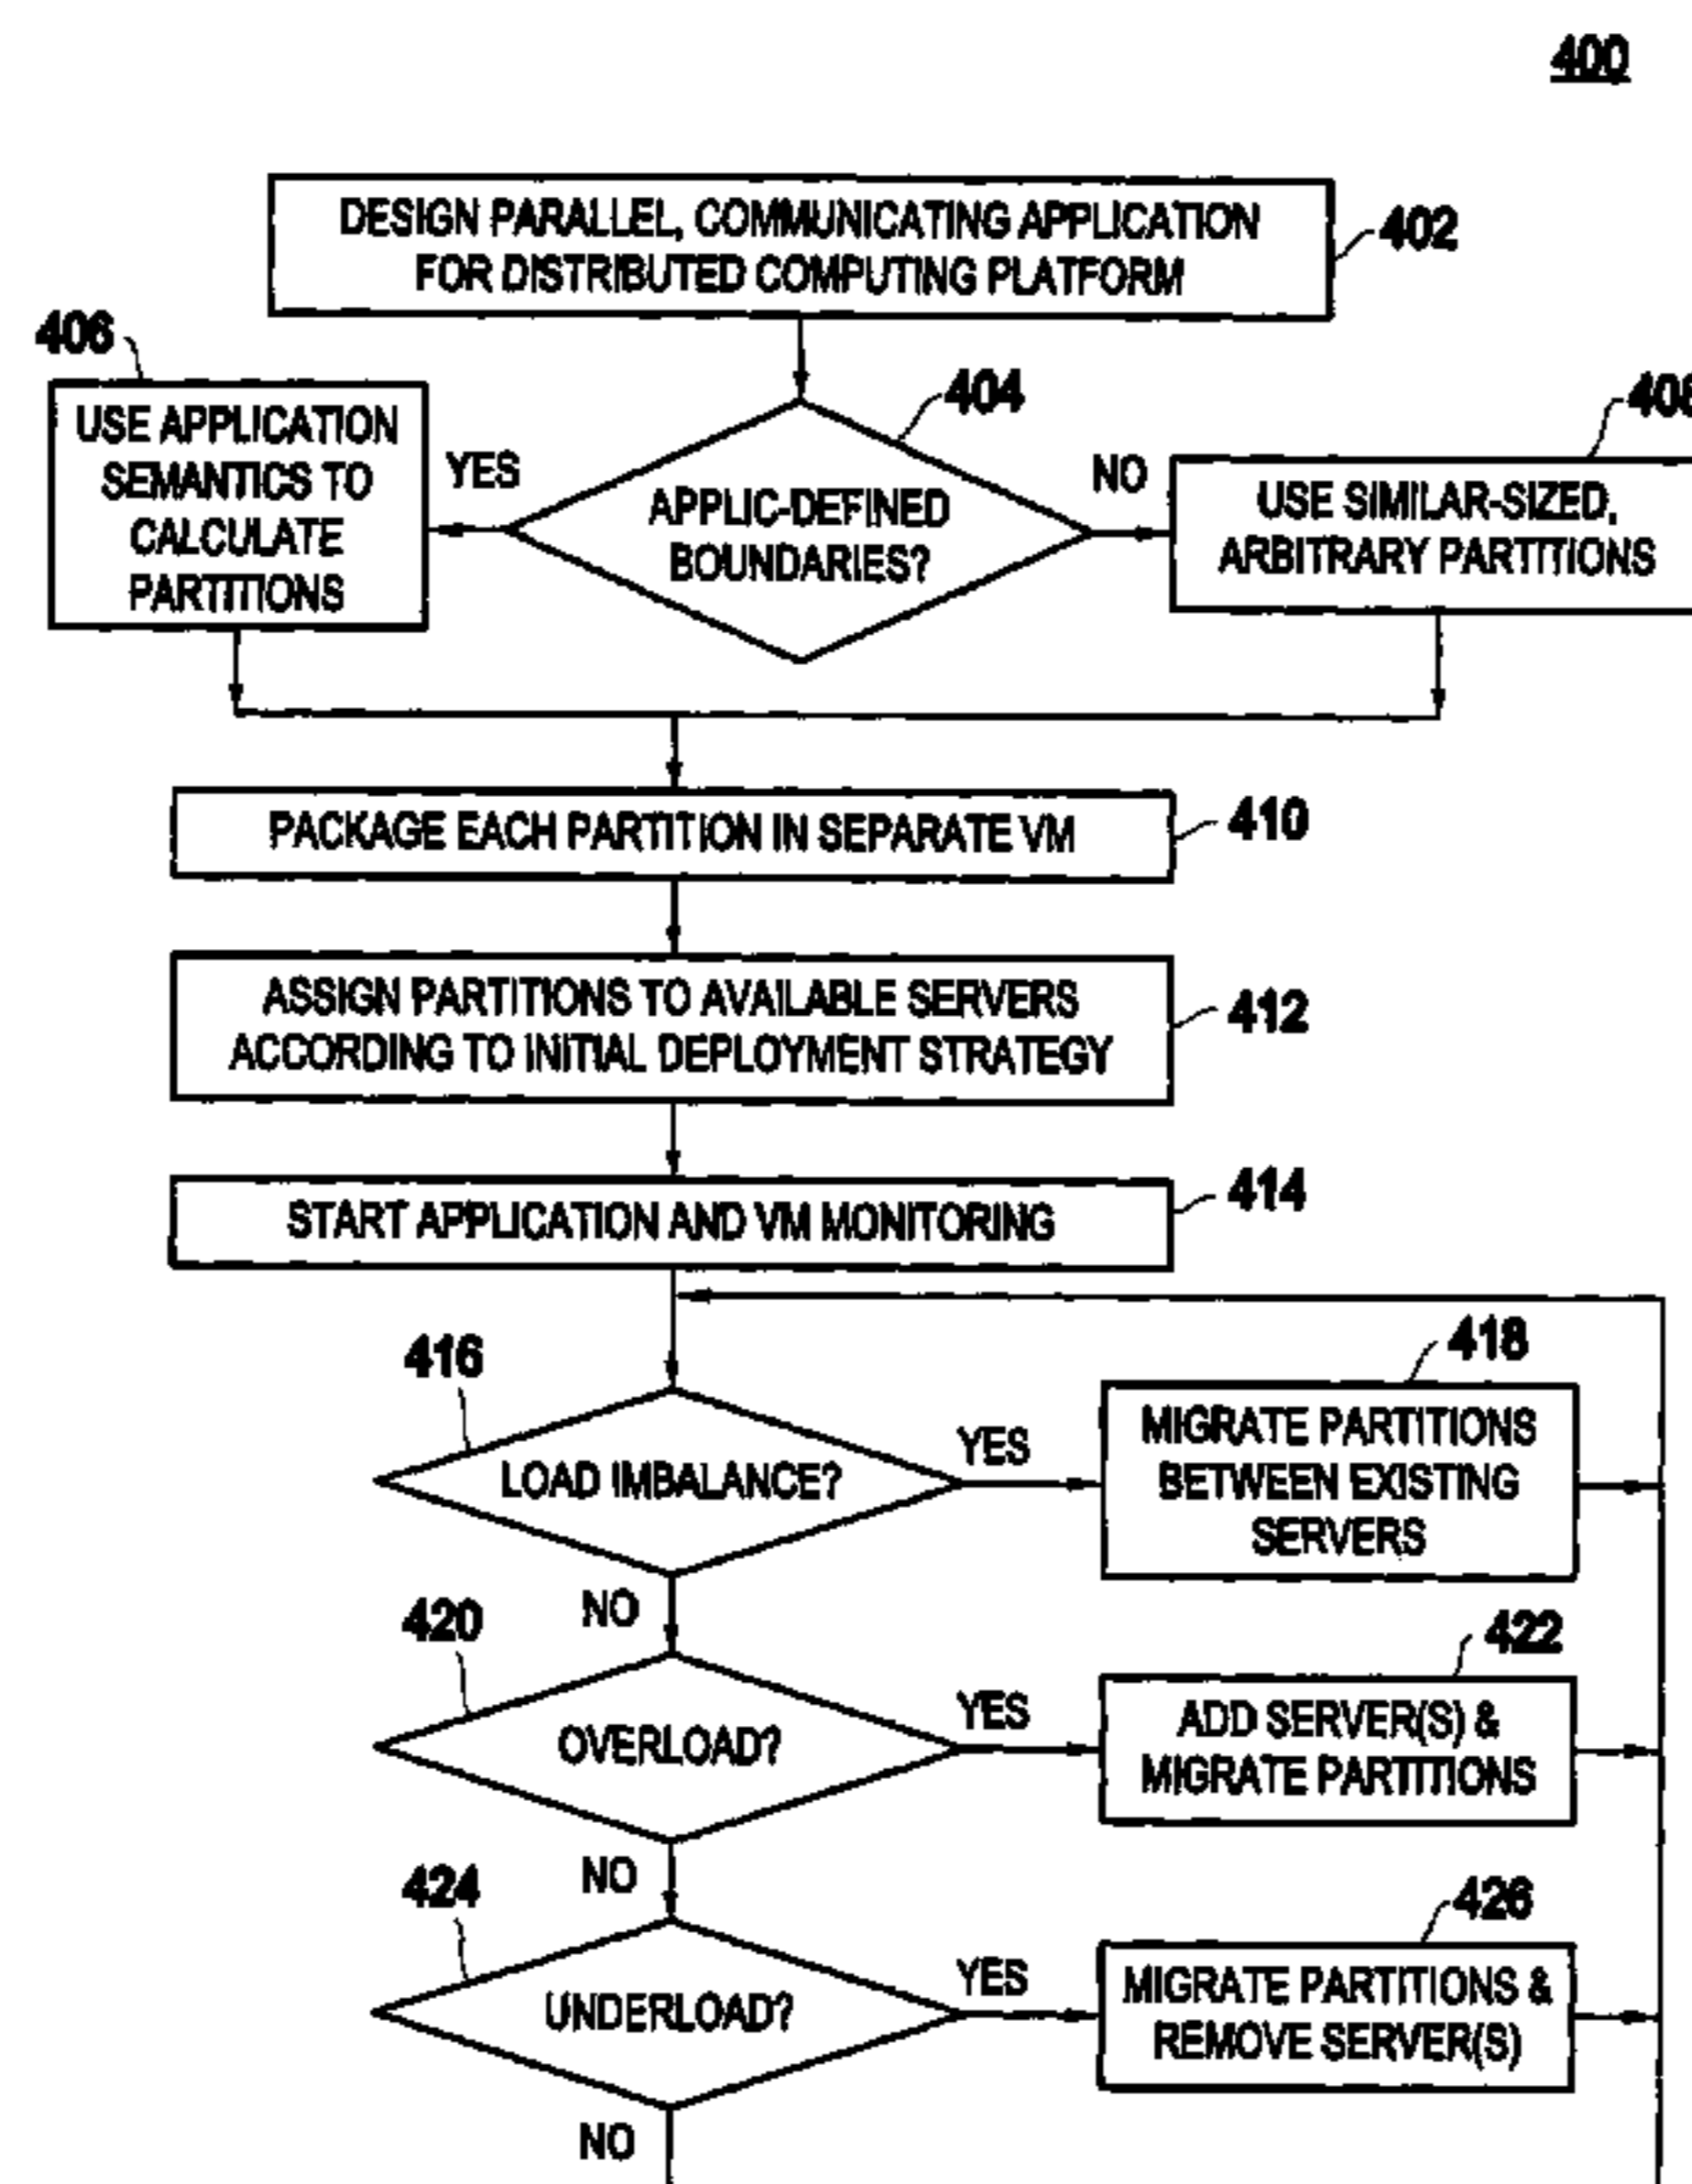 400
DESIGN PARALLEL, COMMUNICATING APPLICATION
FOR DISTRIBUTED COMPUTING PLATFORM
402
406
404
USE APPLICATION
SEMANTICS TO
CALCULATE
PARTITIONS
YES
APPLIC-DEFINED
BOUNDARIES?
NO
USE SIMILAR-SIZED,
ARBITRARY PARTITIONS
PACKAGE EACH PARTITION IN SEPARATE VM
410
ASSIGN PARTITIONS TO AVAILABLE SERVERS
ACCORDING TO INITIAL DEPLOYMENT STRATEGY
412
START APPLICATION AND VM MONITORING
414
416
LOAD IMBALANCE?
YES
418
MIGRATE PARTITIONS
BETWEEN EXISTING
SERVERS
NO
420
OVERLOAD?
YES
422
ADD SERVER(S) &
MIGRATE PARTITIONS
NO
424
UNDERLOAD?
YES
426
MIGRATE PARTITIONS &
REMOVE SERVER(S)
NO